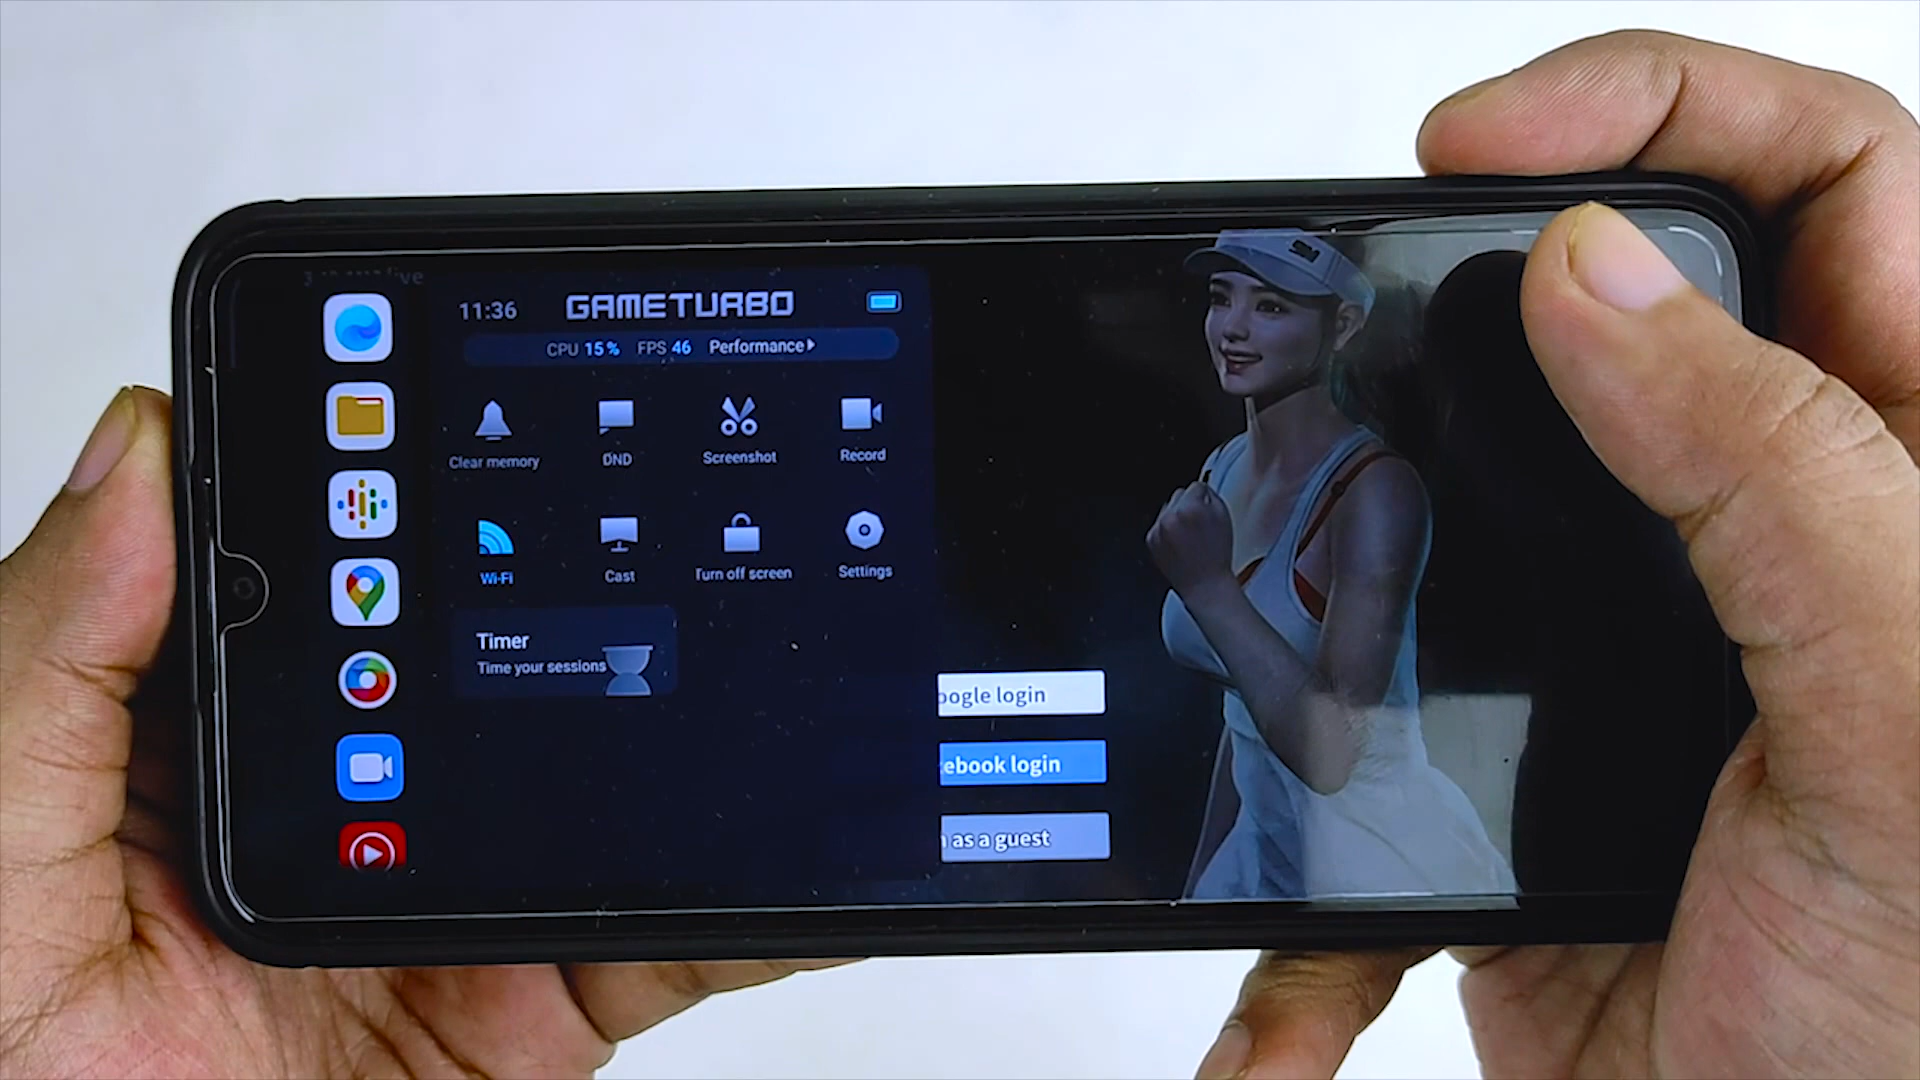 11:36 GAMETURBO
CPU 15% FPS 46 Performance
Clear memory DND Screenshot Record
Wi-Fi Cast Turn off screen Settings
Timer
Time your sessions
oogle login
ebook login
as a guest